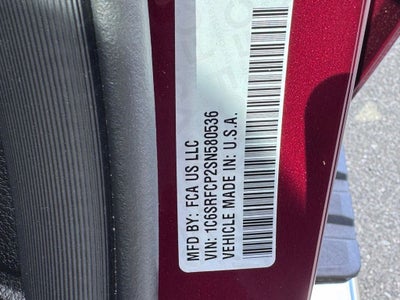 MFD BY: FCA US LLC
VIN: 1C6SRFCP2SN580536
VEHICLE MADE IN: U.S.A.